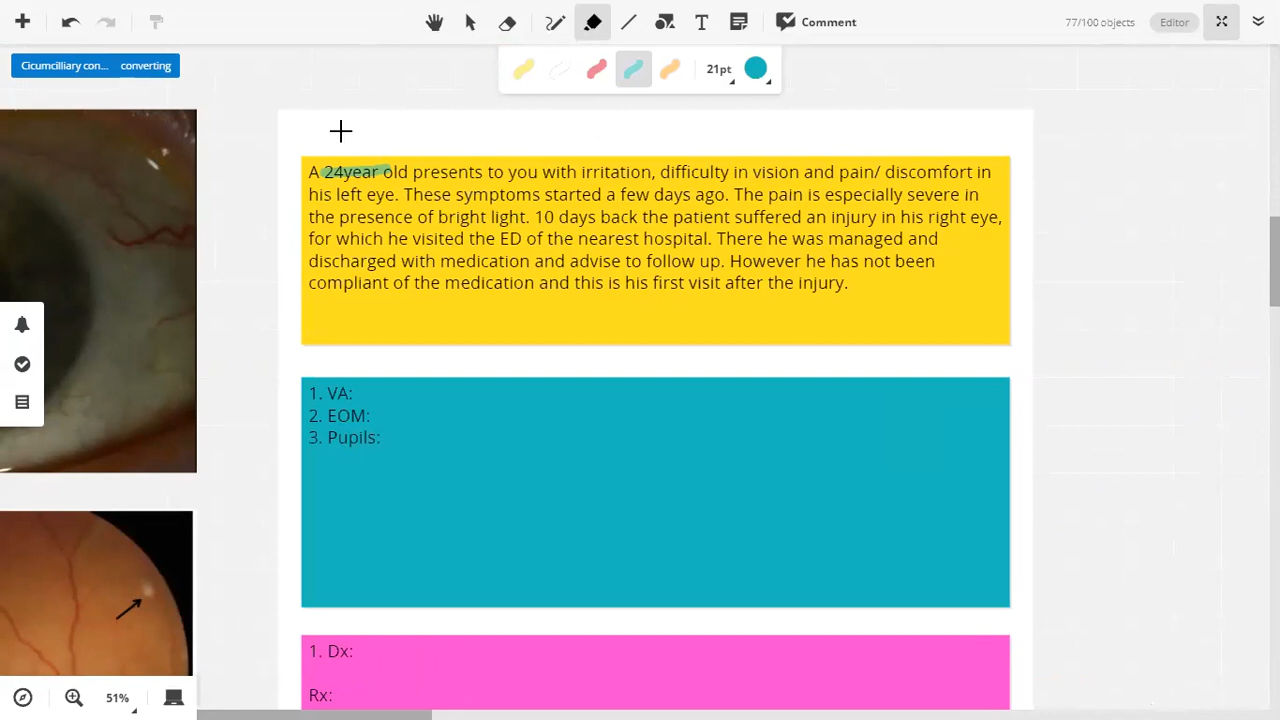 Comment
77/100 objects
Editor
Cicumcilliary con... converting
21pt
A 24year old presents to you with irritation, difficulty in vision and pain/ discomfort in
his left eye. These symptoms started a few days ago. The pain is especially severe in
the presence of bright light. 10 days back the patient suffered an injury in his right eye,
for which he visited the ED of the nearest hospital. There he was managed and
discharged with medication and advise to follow up. However he has not been
compliant of the medication and this is his first visit after the injury.
1. VA:
2. EOM:
3. Pupils:
1. Dx:
Rx:
51%